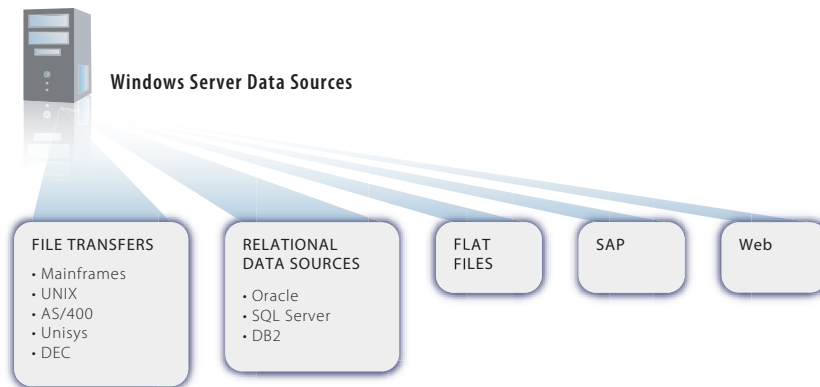 Windows Server Data Sources
FILE TRANSFERS
• Mainframes
• UNIX
• AS/400
• Unisys
• DEC
RELATIONAL
DATA SOURCES
• Oracle
• SQL Server
• DB2
FLAT
FILES
SAP
Web